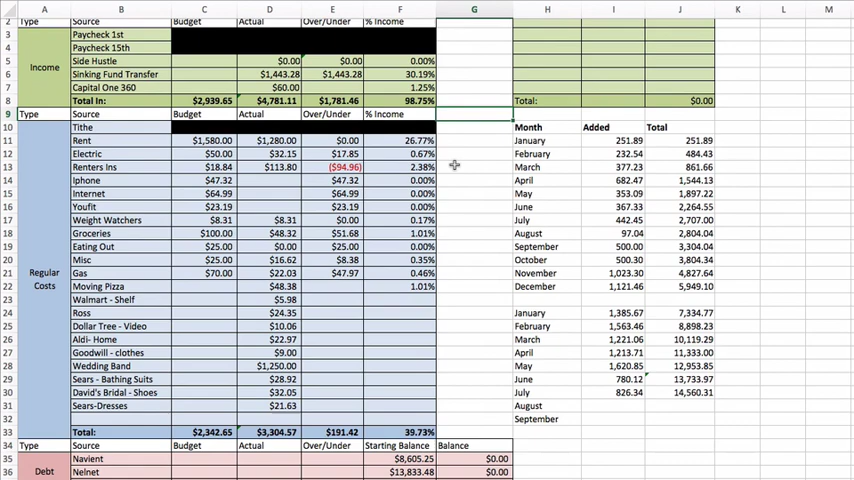 A B C D E F G H I J K L M
2 Type Source Budget Actual Over/Under % Income
3 Paycheck 1st
4 Paycheck 15th
5 Income Side Hustle $0.00 $0.00 0.00%
6 Sinking Fund Transfer $1,443.28 $1,443.28 30.19%
7 Capital One 360 $60.00 1.25%
8 Total In: $2,939.65 $4,781.11 $1,781.46 98.75% Total: $0.00
9 Type Source Budget Actual Over/Under % Income
10 Tithe Month Added Total
11 Rent $1,580.00 $1,280.00 $0.00 26.77% January 251.89 251.89
12 Electric $50.00 $32.15 $17.85 0.67% February 232.54 484.43
13 Renters Ins $18.84 $113.80 ($94.96) 2.38% March 377.23 861.66
14 Iphone $47.32 $47.32 0.00% April 682.47 1,544.13
15 Internet $64.99 $64.99 0.00% May 353.09 1,897.22
16 Youfit $23.19 $23.19 0.00% June 367.33 2,264.55
17 Weight Watchers $8.31 $8.31 $0.00 0.17% July 442.45 2,707.00
18 Groceries $100.00 $48.32 $51.68 1.01% August 97.04 2,804.04
19 Eating Out $25.00 $0.00 $25.00 0.00% September 500.00 3,304.04
20 Misc $25.00 $16.62 $8.38 0.35% October 500.30 3,804.34
21 Regular Costs Gas $70.00 $22.03 $47.97 0.46% November 1,023.30 4,827.64
22 Moving Pizza $48.38 1.01% December 1,121.46 5,949.10
23 Walmart - Shelf $5.98
24 Ross $24.35 January 1,385.67 7,334.77
25 Dollar Tree - Video $10.06 February 1,563.46 8,898.23
26 Aldi- Home $22.97 March 1,221.06 10,119.29
27 Goodwill - clothes $9.00 April 1,213.71 11,333.00
28 Wedding Band $1,250.00 May 1,620.85 12,953.85
29 Sears - Bathing Suits $28.92 June 780.12 13,733.97
30 David's Bridal - Shoes $32.05 July 826.34 14,560.31
31 Sears-Dresses $21.63 August
32 September
33 Total: $2,342.65 $3,304.57 $191.42 39.73%
34 Type Source Budget Actual Over/Under Starting Balance Balance
35 Navient $8,605.25 $0.00
36 Debt Nelnet $13,833.48 $0.00